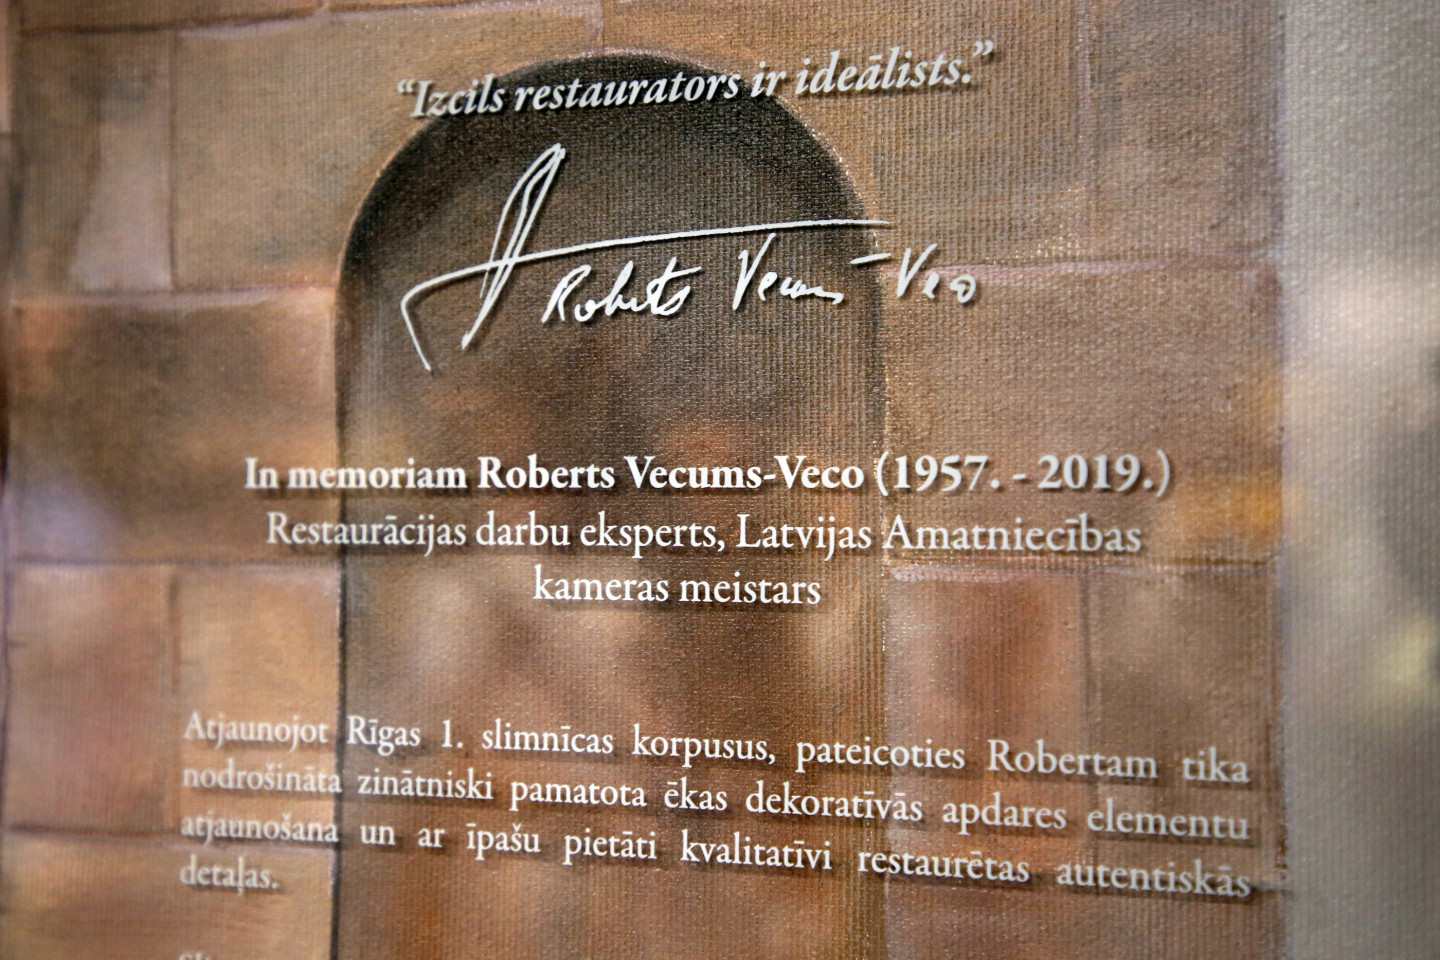 “Izcils restaurators ir ideālists.”
Roberts Vecums-Veco
In memoriam Roberts Vecums-Veco (1957. - 2019.)
Restaurācijas darbu eksperts, Latvijas Amatniecības
kameras meistars
Atjaunojot Rīgas 1. slimnīcas korpusus, pateicoties Robertam tika
nodrošināta zinātniski pamatota ēkas dekoratīvās apdares elementu
atjaunošana un ar īpašu pietāti kvalitatīvi restaurētas autentiskās
detaļas.